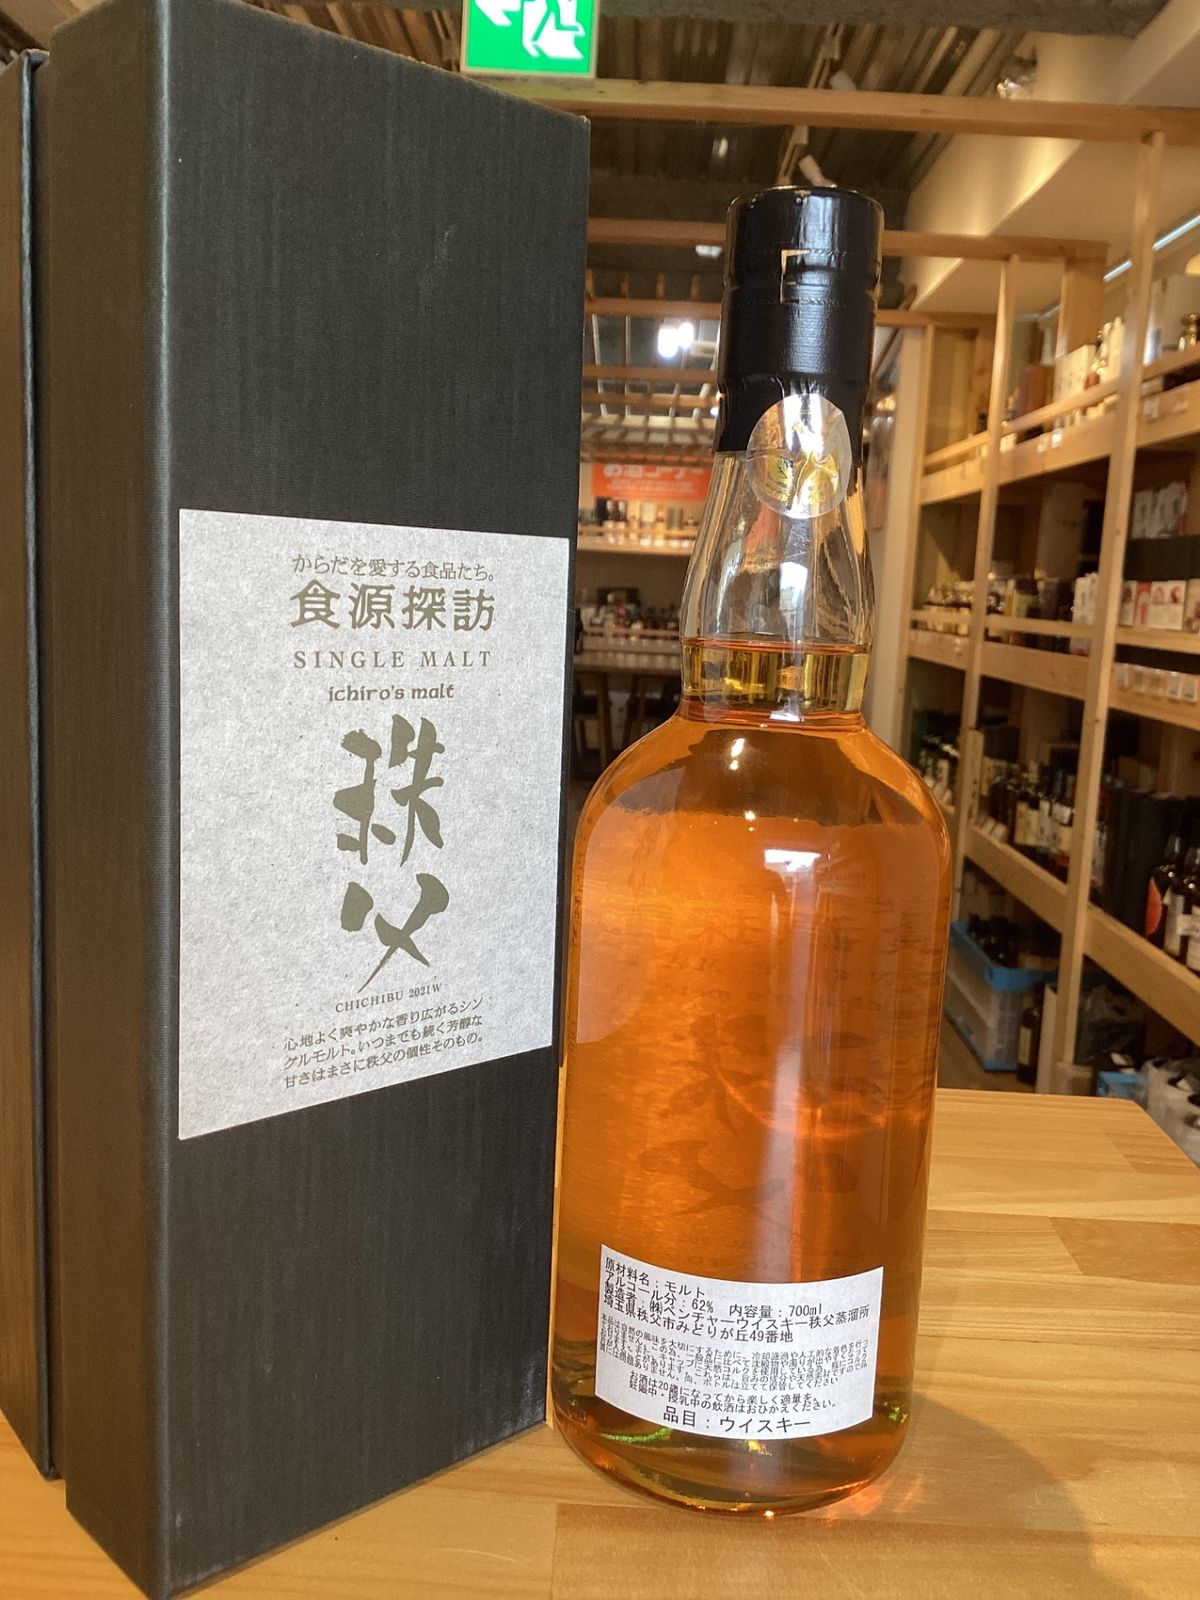 からだを愛する食品たち。
食源探訪
SINGLE MALT
ichiro's malt
秩父
CHICHIBU 2021W
心地よく爽やかな香り広がるシン
グルモルト。いつまでも続く芳醇な
甘さはまさに秩父の個性そのもの。
原材料名：モルト
アルコール分：62% 内容量：700ml
製造者：㈱ベンチャーウイスキー秩父蒸溜所
埼玉県秩父市みどりが丘49番地
お酒は20歳になってから楽しく適量を。
妊娠中・授乳中の飲酒はおひかえください。
品目：ウイスキー